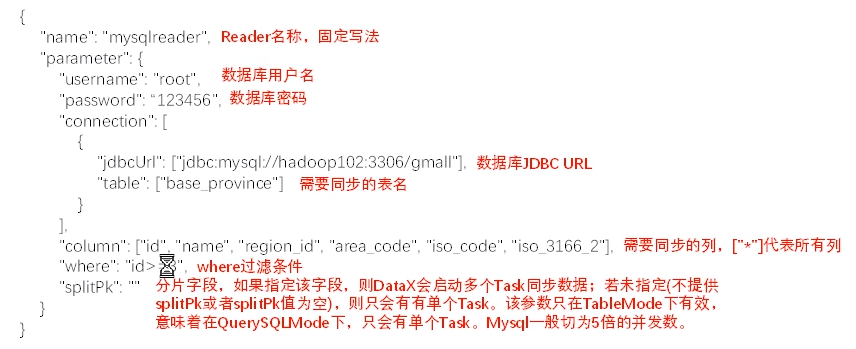 {
"name": "mysqlreader", Reader名称，固定写法
"parameter": {
"username": "root", 数据库用户名
"password": “123456", 数据库密码
"connection": [
{
"jdbcUrl": ["jdbc:mysql://hadoop102:3306/gmall"], 数据库JDBC URL
"table": ["base_province"] 需要同步的表名
}
],
"column": ["id", "name", "region_id", "area_code", "iso_code", "iso_3166_2"], 需要同步的列，["*"]代表所有列
"where": "id> ", where过滤条件
"splitPk": "" 分片字段，如果指定该字段，则DataX会启动多个Task同步数据；若未指定(不提供
splitPk或者splitPk值为空)，则只会有有单个Task。该参数只在TableMode下有效，
意味着在QuerySQLMode下，只会有单个Task。Mysql一般切为5倍的并发数。
}
}